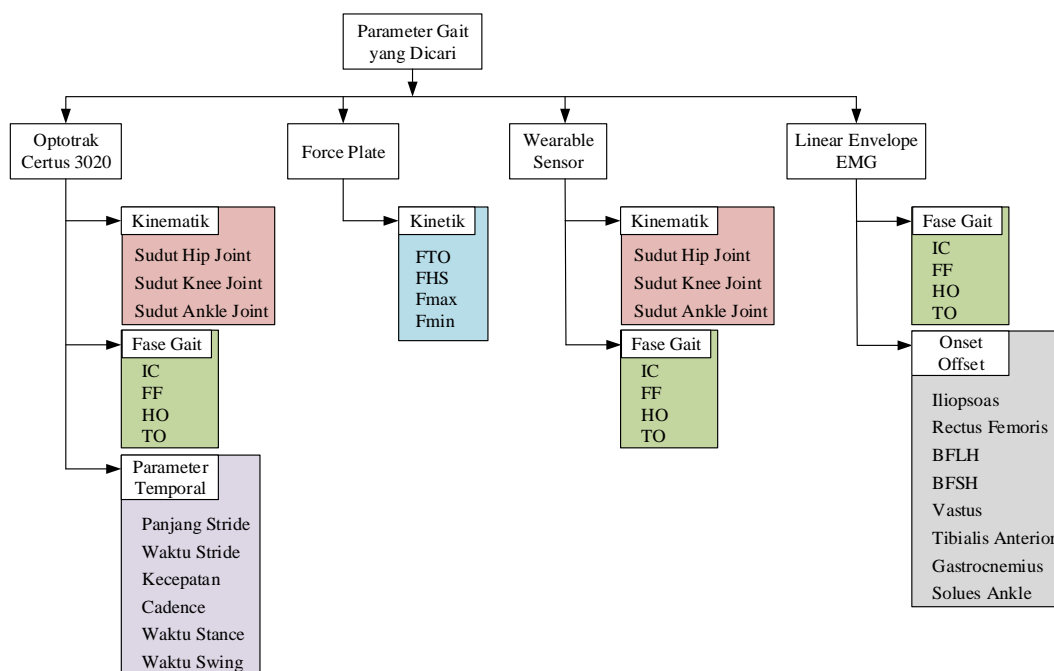 Parameter Gait
yang Dicari
Optotrak
Certus 3020
Force Plate
Wearable
Sensor
Linear Envelope
EMG
Kinematik
Sudut Hip Joint
Sudut Knee Joint
Sudut Ankle Joint
Fase Gait
IC
FF
HO
TO
Parameter
Temporal
Panjang Stride
Waktu Stride
Kecepatan
Cadence
Waktu Stance
Waktu Swing
Kinetik
FTO
FHS
Fmax
Fmin
Kinematik
Sudut Hip Joint
Sudut Knee Joint
Sudut Ankle Joint
Fase Gait
IC
FF
HO
TO
Fase Gait
IC
FF
HO
TO
Onset
Offset
Iliopsoas
Rectus Femoris
BFLH
BFSH
Vastus
Tibialis Anterior
Gastrocnemius
Solues Ankle